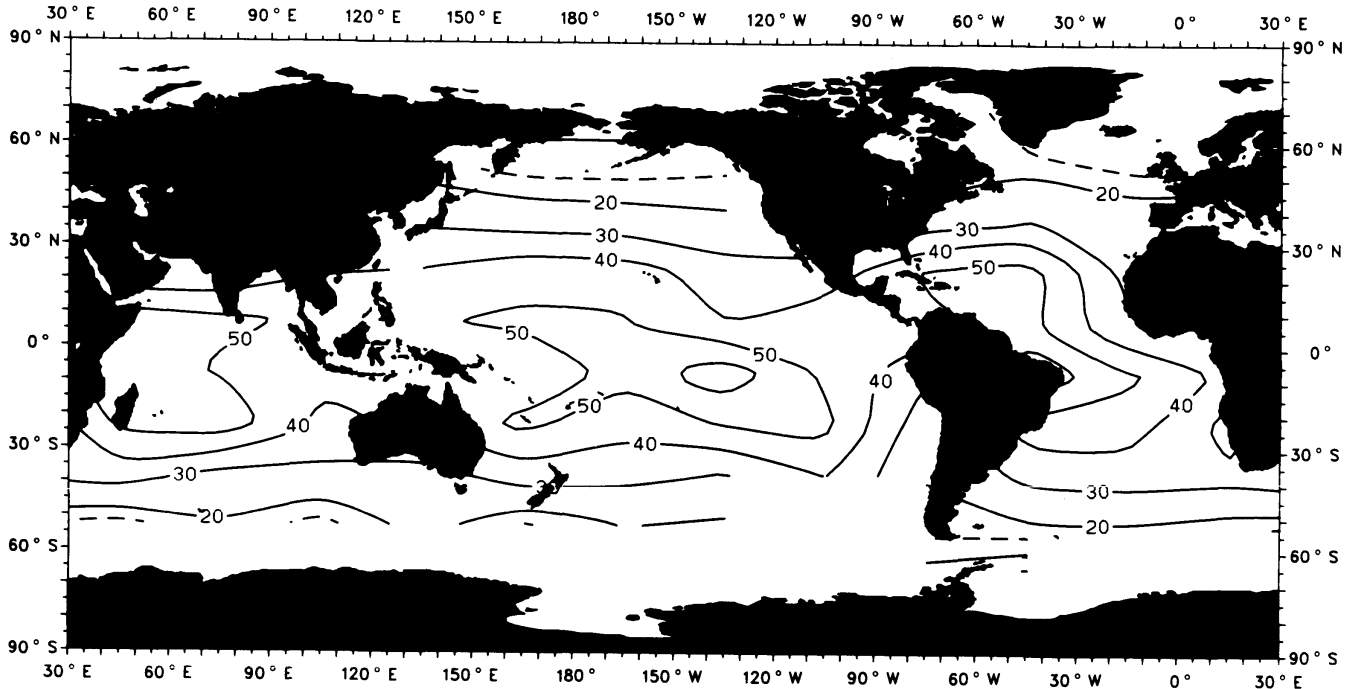 30° E 60° E 90° E 120° E 150° E 180° 150° W 120° W 90° W 60° W 30° W 0° 30° E
90° N 90° N
60° N 60° N
20 20
30° N 30 30 30° N
40 40
50
50
0° 50 50 0°
40
50 40
40 40
30° S 30° S
30 30 30
20 20
60° S 60° S
90° S 90° S
30° E 60° E 90° E 120° E 150° E 180° 150° W 120° W 90° W 60° W 30° W 0° 30° E